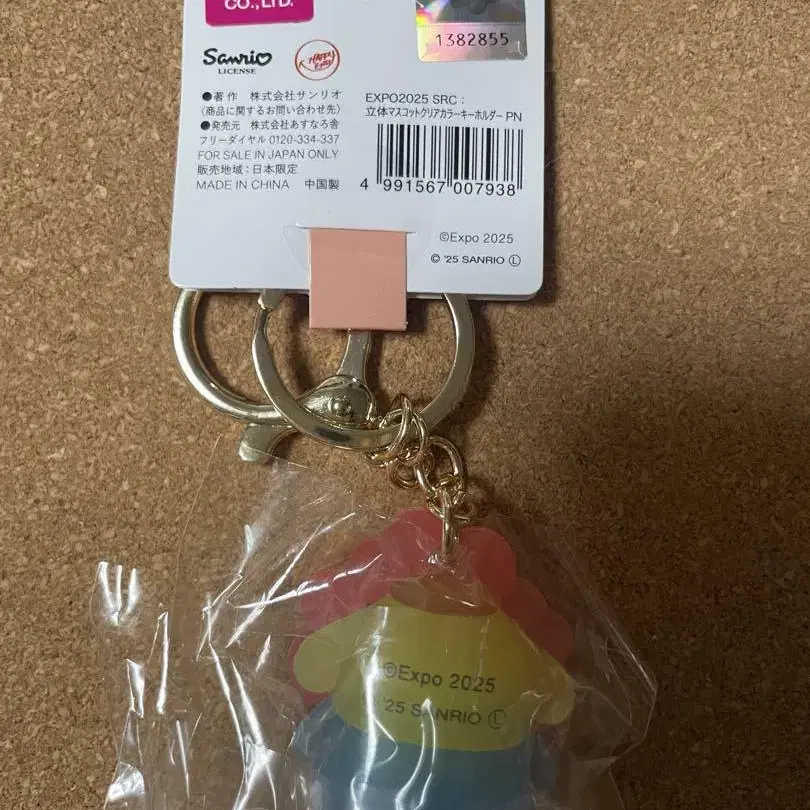 CO.,LTD.
1382855
Sanrio
LICENSE
HAPPY
●著作 株式会社サンリオ
(商品に関するお問い合わせ先)
●発売元 株式会社あすなろ舎
フリーダイヤル 0120-334-337
FOR SALE IN JAPAN ONLY
販売地域:日本限定
MADE IN CHINA 中国製
EXPO2025 SRC:
立体マスコットクリアカラーキーホルダー PN
4 991567 007938
©Expo 2025
© '25 SANRIO Ⓛ
©Expo 2025
'25 SANRIO Ⓛ